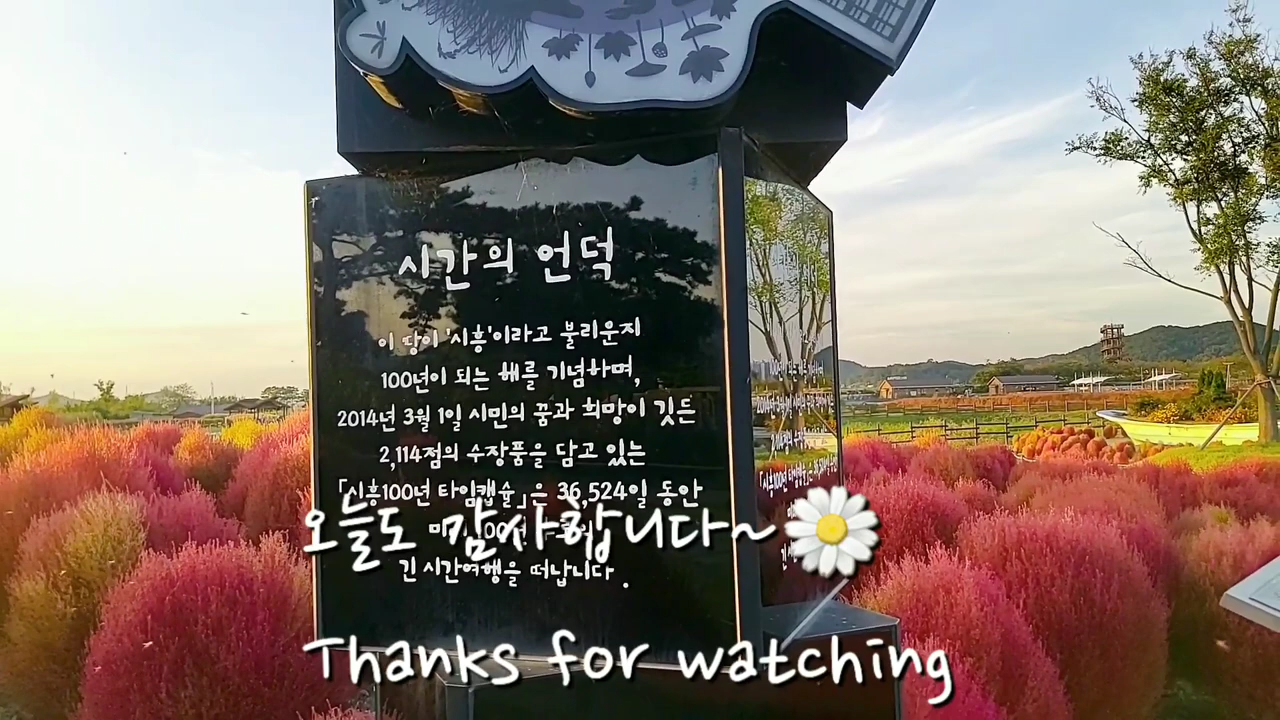 시간의 언덕
이 땅이 '시흥'이라고 불리운지
100년이 되는 해를 기념하며,
2014년 3월 1일 시민의 꿈과 희망이 깃든
2,114점의 수장품을 담고 있는
「시흥100년 타임캡슐」은 36,524일 동안
오늘도 감사합니다~
100년
긴 시간여행을 떠납니다.
Thanks for watching